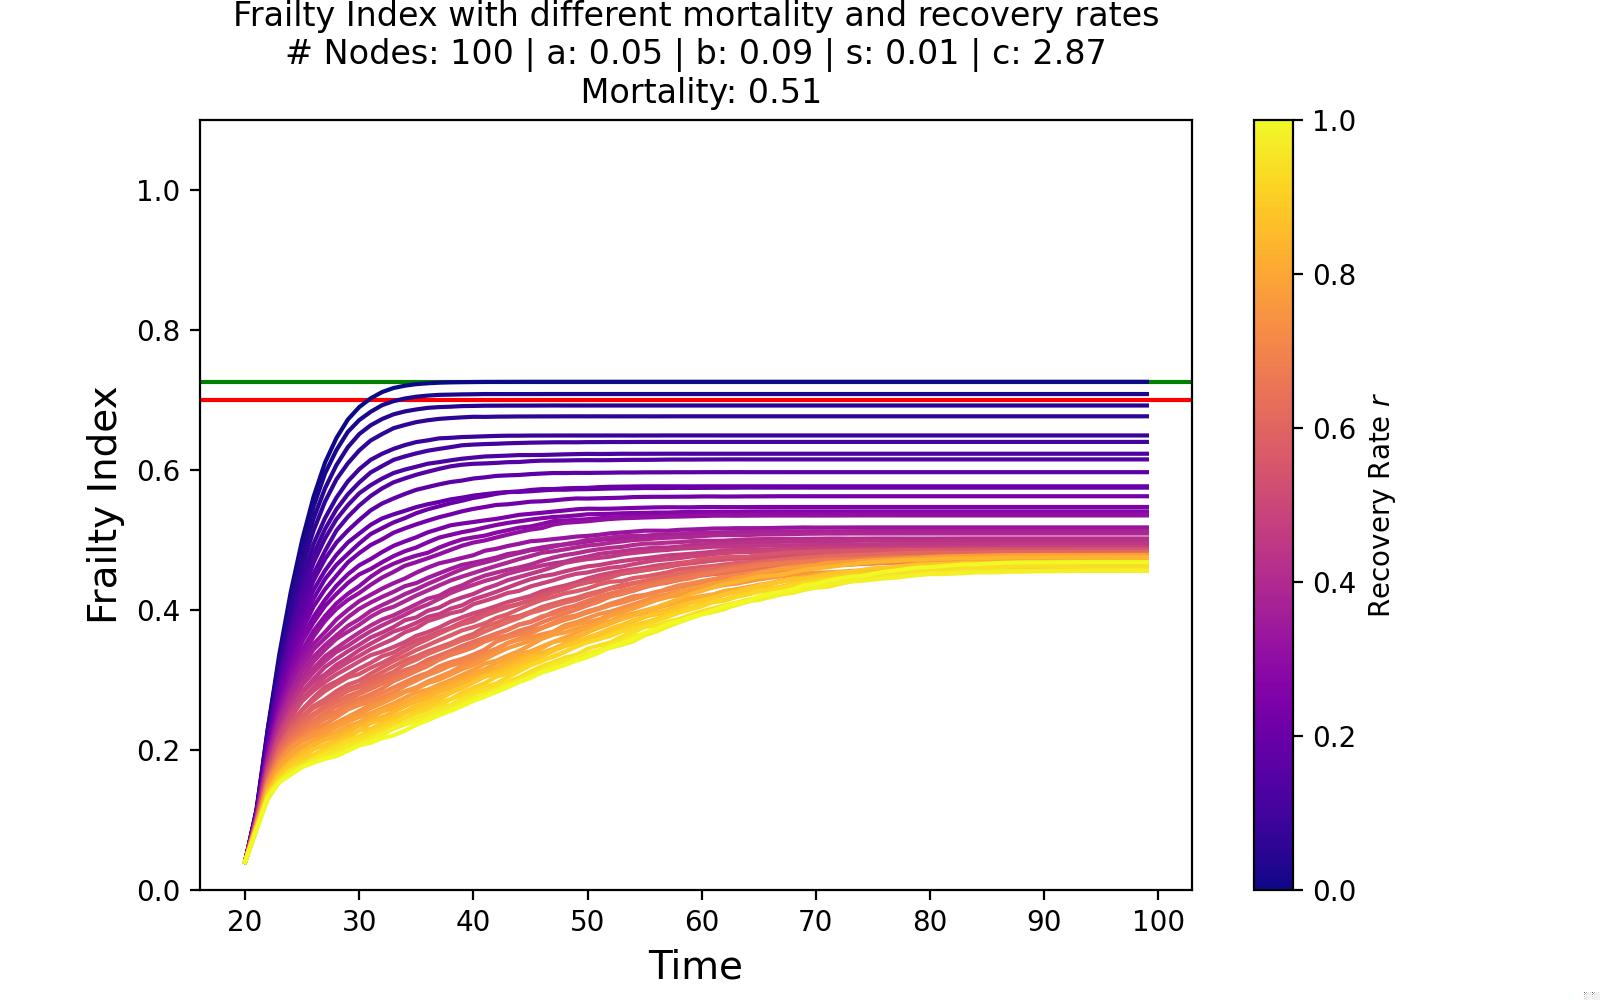 Frailty Index with different mortality and recovery rates
# Nodes: 100 | a: 0.05 | b: 0.09 | s: 0.01 | c: 2.87
Mortality: 0.51
1.0
0.8
0.6
0.4
0.2
0.0
Frailty Index
20 30 40 50 60 70 80 90 100
Time
1.0
0.8
0.6
0.4
0.2
0.0
Recovery Rate r